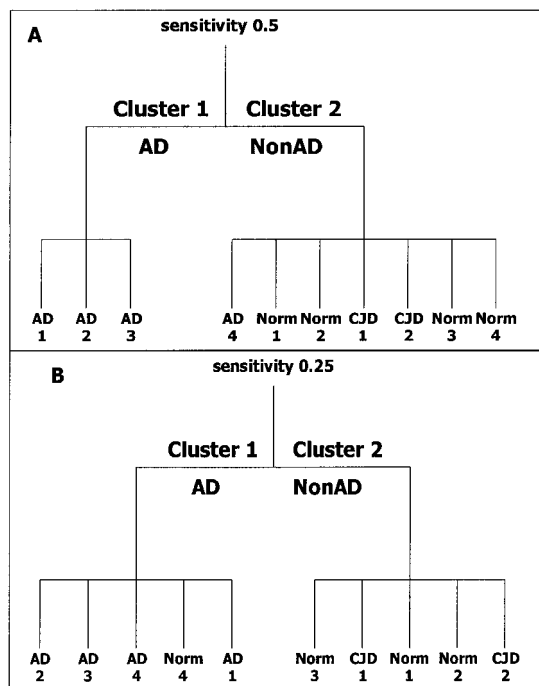 sensitivity 0.5
A
Cluster 1 Cluster 2
AD NonAD
AD AD AD AD Norm Norm CJD CJD Norm Norm
1 2 3 4 1 2 1 2 3 4
B
sensitivity 0.25
Cluster 1 Cluster 2
AD NonAD
AD AD AD Norm AD Norm CJD Norm Norm CJD
2 3 4 4 1 3 1 1 2 2